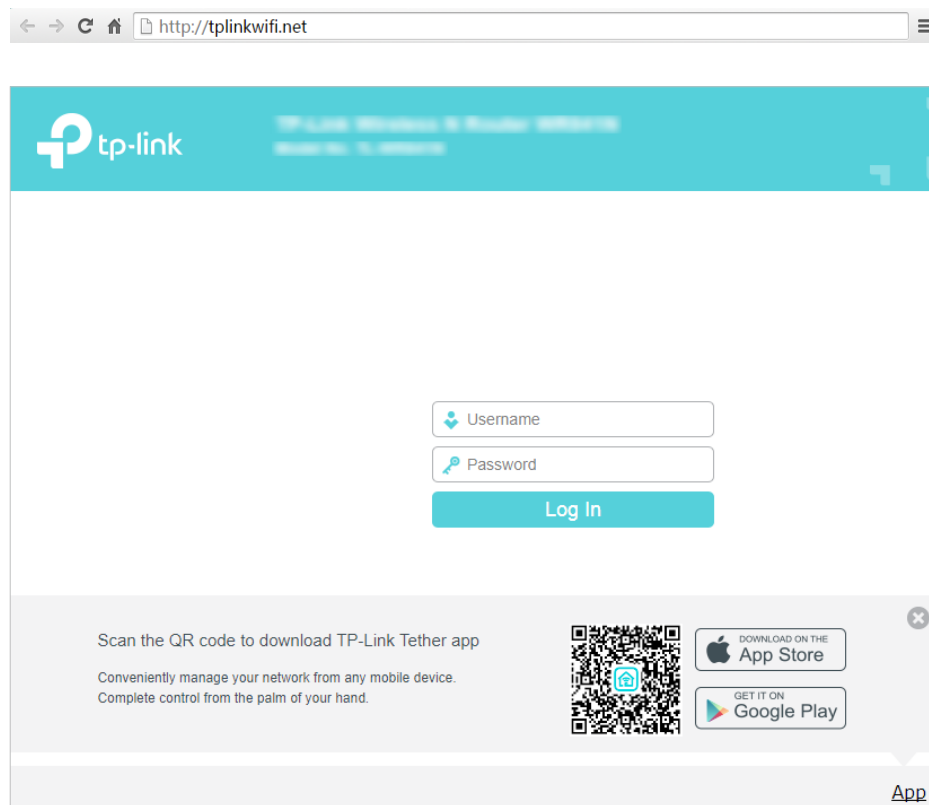 http://tplinkwifi.net
tp-link
Username
Password
Log In
Scan the QR code to download TP-Link Tether app
Conveniently manage your network from any mobile device.
Complete control from the palm of your hand.
DOWNLOAD ON THE
App Store
GET IT ON
Google Play
App